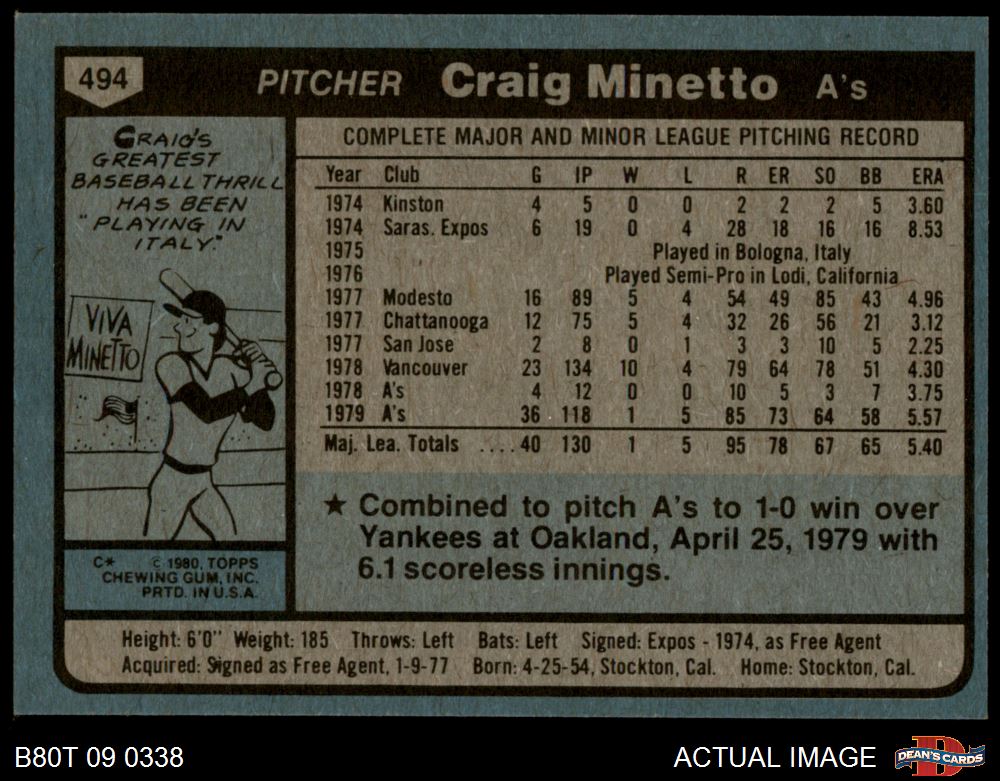 494 PITCHER Craig Minetto A's
CRAIG'S
GREATEST
BASEBALL THRILL
HAS BEEN
"PLAYING IN
ITALY."
VIVA
MINETTO
C* © 1980, TOPPS
CHEWING GUM, INC.
PRTD. IN U.S.A.
COMPLETE MAJOR AND MINOR LEAGUE PITCHING RECORD
Year Club G IP W L R ER SO BB ERA
1974 Kinston 4 5 0 0 2 2 2 5 3.60
1974 Saras. Expos 6 19 0 4 28 18 16 16 8.53
1975 Played in Bologna, Italy
1976 Played Semi-Pro in Lodi, California
1977 Modesto 16 89 5 4 54 49 85 43 4.96
1977 Chattanooga 12 75 5 4 32 26 56 21 3.12
1977 San Jose 2 8 0 1 3 3 10 5 2.25
1978 Vancouver 23 134 10 4 79 64 78 51 4.30
1978 A's 4 12 0 0 10 5 3 7 3.75
1979 A's 36 118 1 5 85 73 64 58 5.57
Maj. Lea. Totals ....40 130 1 5 95 78 67 65 5.40
★ Combined to pitch A's to 1-0 win over
Yankees at Oakland, April 25, 1979 with
6.1 scoreless innings.
Height: 6'0" Weight: 185 Throws: Left Bats: Left Signed: Expos - 1974, as Free Agent
Acquired: Signed as Free Agent, 1-9-77 Born: 4-25-54, Stockton, Cal. Home: Stockton, Cal.
B80T 09 0338 ACTUAL IMAGE D DEAN'S CARDS